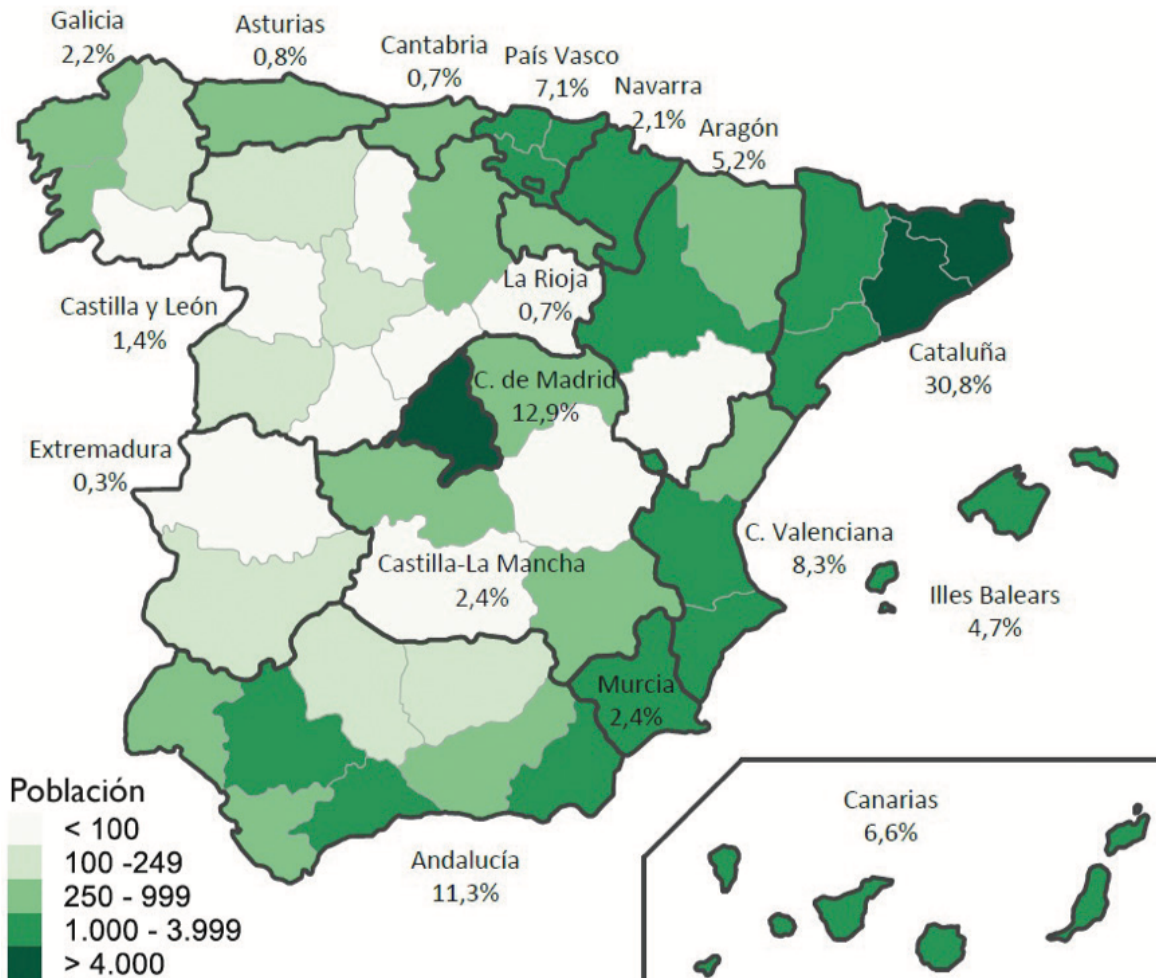 Galicia
2,2%
Asturias
0,8%
Cantabria
0,7%
País Vasco
7,1%
Navarra
2,1%
Aragón
5,2%
La Rioja
0,7%
Castilla y León
1,4%
Cataluña
30,8%
C. de Madrid
12,9%
Extremadura
0,3%
C. Valenciana
8,3%
Castilla-La Mancha
2,4%
Illes Balears
4,7%
Murcia
2,4%
Andalucía
11,3%
Canarias
6,6%
Población
< 100
100 -249
250 - 999
1.000 - 3.999
> 4.000